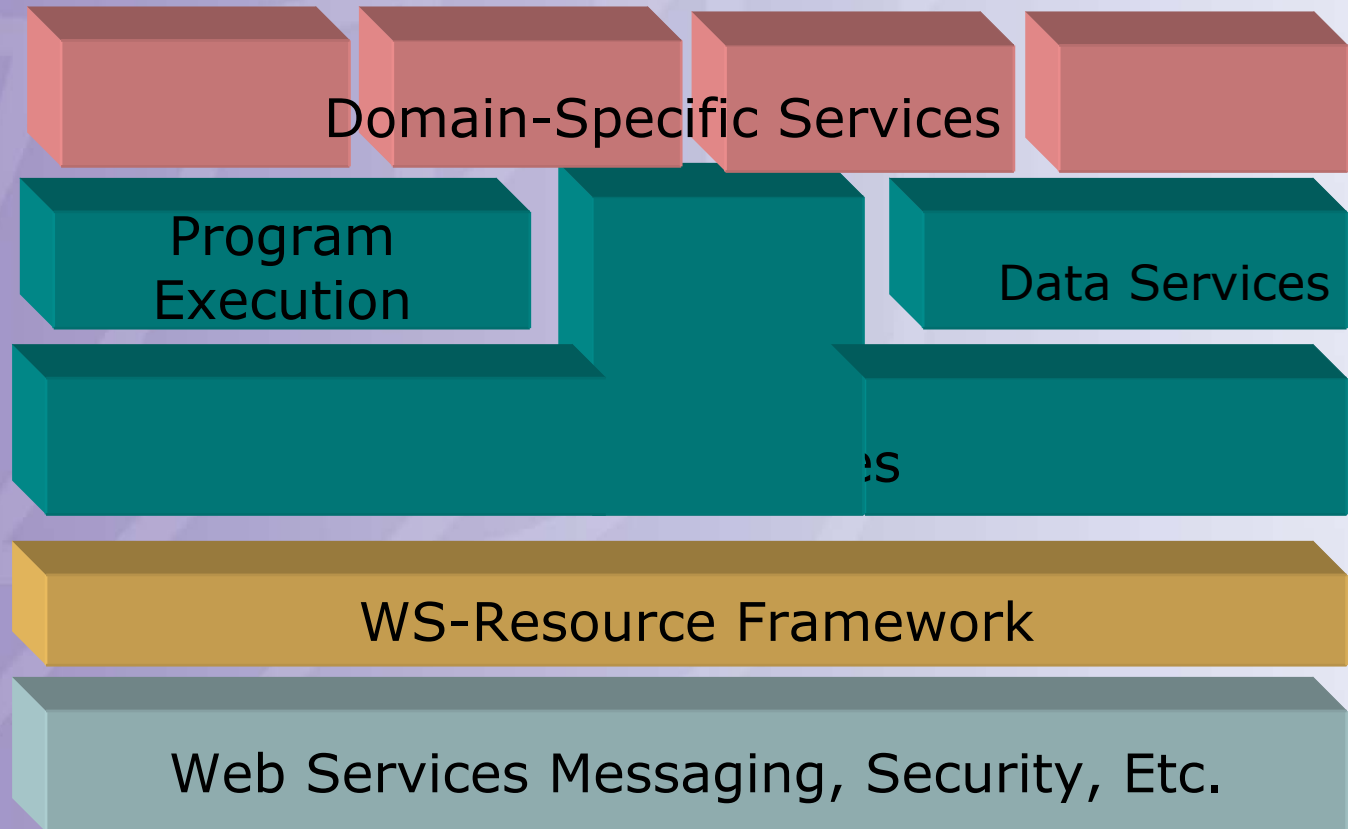 Domain-Specific Services
Program
Execution
Data Services
WS-Resource Framework
Web Services Messaging, Security, Etc.